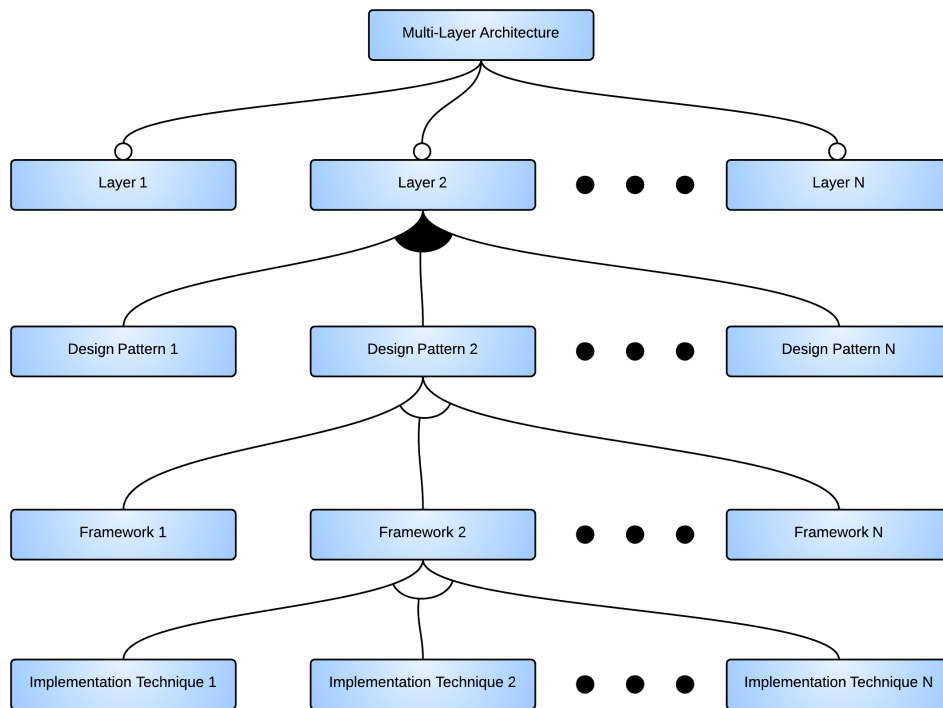 Multi-Layer Architecture
Layer 1
Layer 2
Layer N
Design Pattern 1
Design Pattern 2
Design Pattern N
Framework 1
Framework 2
Framework N
Implementation Technique 1
Implementation Technique 2
Implementation Technique N